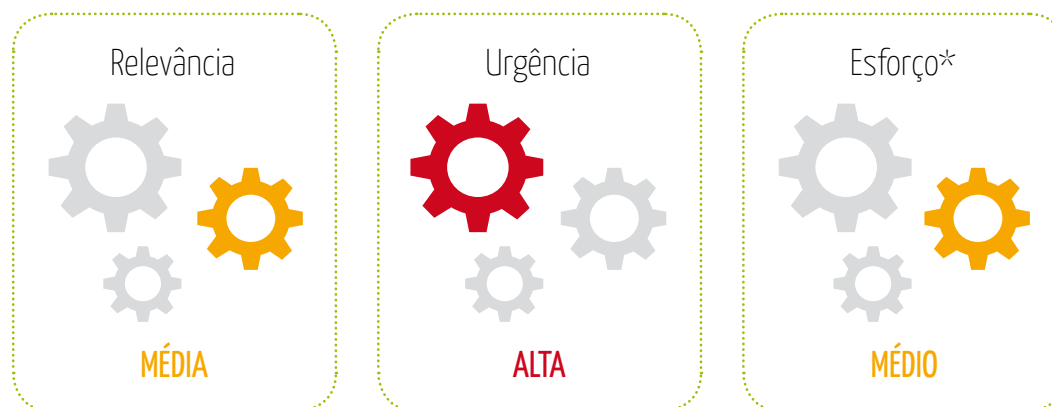 Relevância
Urgência
Esforço*
MÉDIA
ALTA
MÉDIO